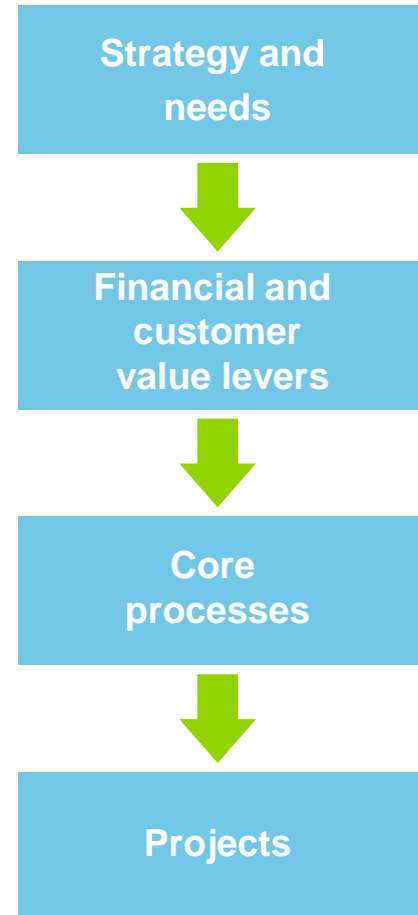 Strategy and
needs
Financial and
customer
value levers
Core
processes
Projects